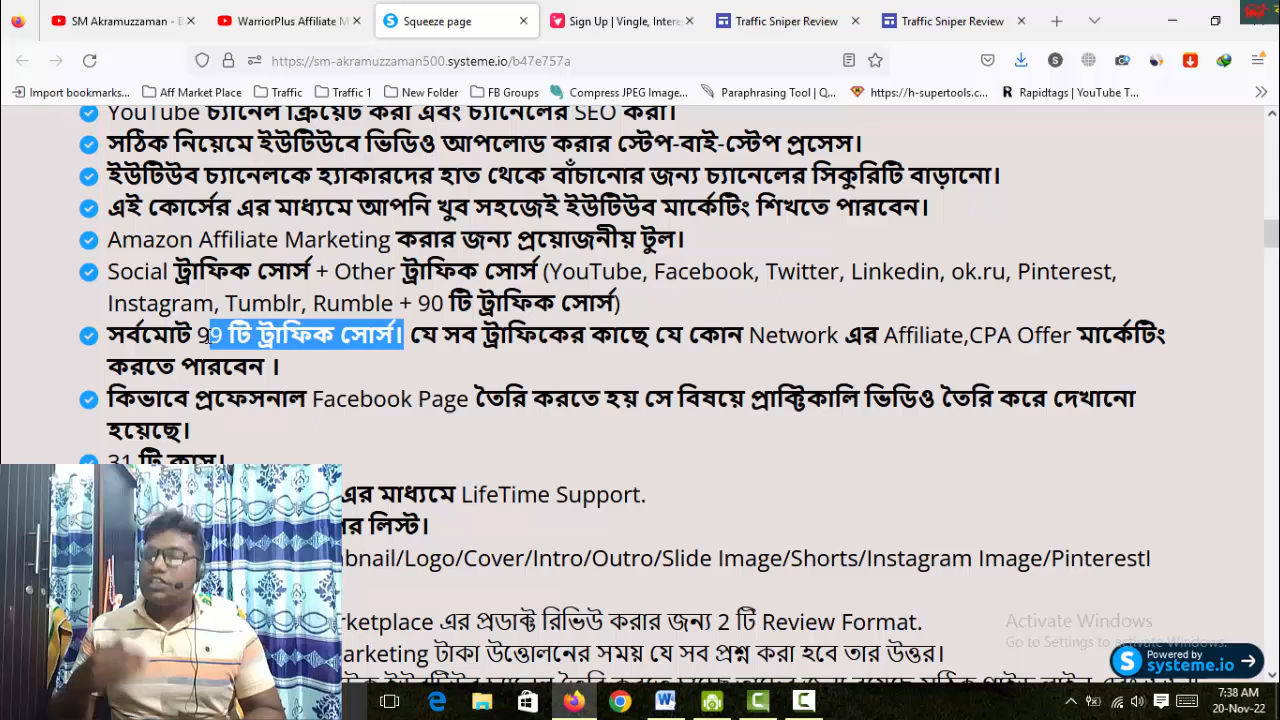 SM Akramuzzaman - B
WarriorPlus Affiliate M
Squeeze page
Sign Up | Vingle, Intere
Traffic Sniper Review
Traffic Sniper Review
https://sm-akramuzzaman500.systeme.io/b47e757a
Import bookmarks...
Aff Market Place
Traffic
Traffic 1
New Folder
FB Groups
Compress JPEG Image...
Paraphrasing Tool | Q...
https://h-supertools.c...
Rapidtags | YouTube T...
YouTube চ্যানেল ক্রিয়েট করা এবং চ্যানেলের SEO করা।
সঠিক নিয়মে ইউটিউবে ভিডিও আপলোড করার স্টেপ-বাই-স্টেপ প্রসেস।
ইউটিউব চ্যানেলকে হ্যাকারদের হাত থেকে বাঁচানোর জন্য চ্যানেলের সিকুরিটি বাড়ানো।
এই কোর্সের এর মাধ্যমে আপনি খুব সহজেই ইউটিউব মার্কেটিং শিখতে পারবেন।
Amazon Affiliate Marketing করার জন্য প্রয়োজনীয় টুল।
Social ট্রাফিক সোর্স + Other ট্রাফিক সোর্স (YouTube, Facebook, Twitter, Linkedin, ok.ru, Pinterest,
Instagram, Tumblr, Rumble + 90 টি ট্রাফিক সোর্স)
সর্বমোট 99 টি ট্রাফিক সোর্স। যে সব ট্রাফিকের কাছে যে কোন Network এর Affiliate,CPA Offer মার্কেটিং
করতে পারবেন ।
কিভাবে প্রফেসনাল Facebook Page তৈরি করতে হয় সে বিষয়ে প্রাক্টিকালি ভিডিও তৈরি করে দেখানো
হয়েছে।
31 টি ক্লাস।
এর মাধ্যমে LifeTime Support.
র লিস্ট।
bnail/Logo/Cover/Intro/Outro/Slide Image/Shorts/Instagram Image/PinterestI
rketplace এর প্রডাক্ট রিভিউ করার জন্য 2 টি Review Format.
arketing টাকা উত্তোলনের সময় যে সব প্রশ্ন করা হবে তার উত্তর।
Activate Windows
Go to Settings to activate Windows.
Powered by
systeme.io
7:38 AM
20-Nov-22